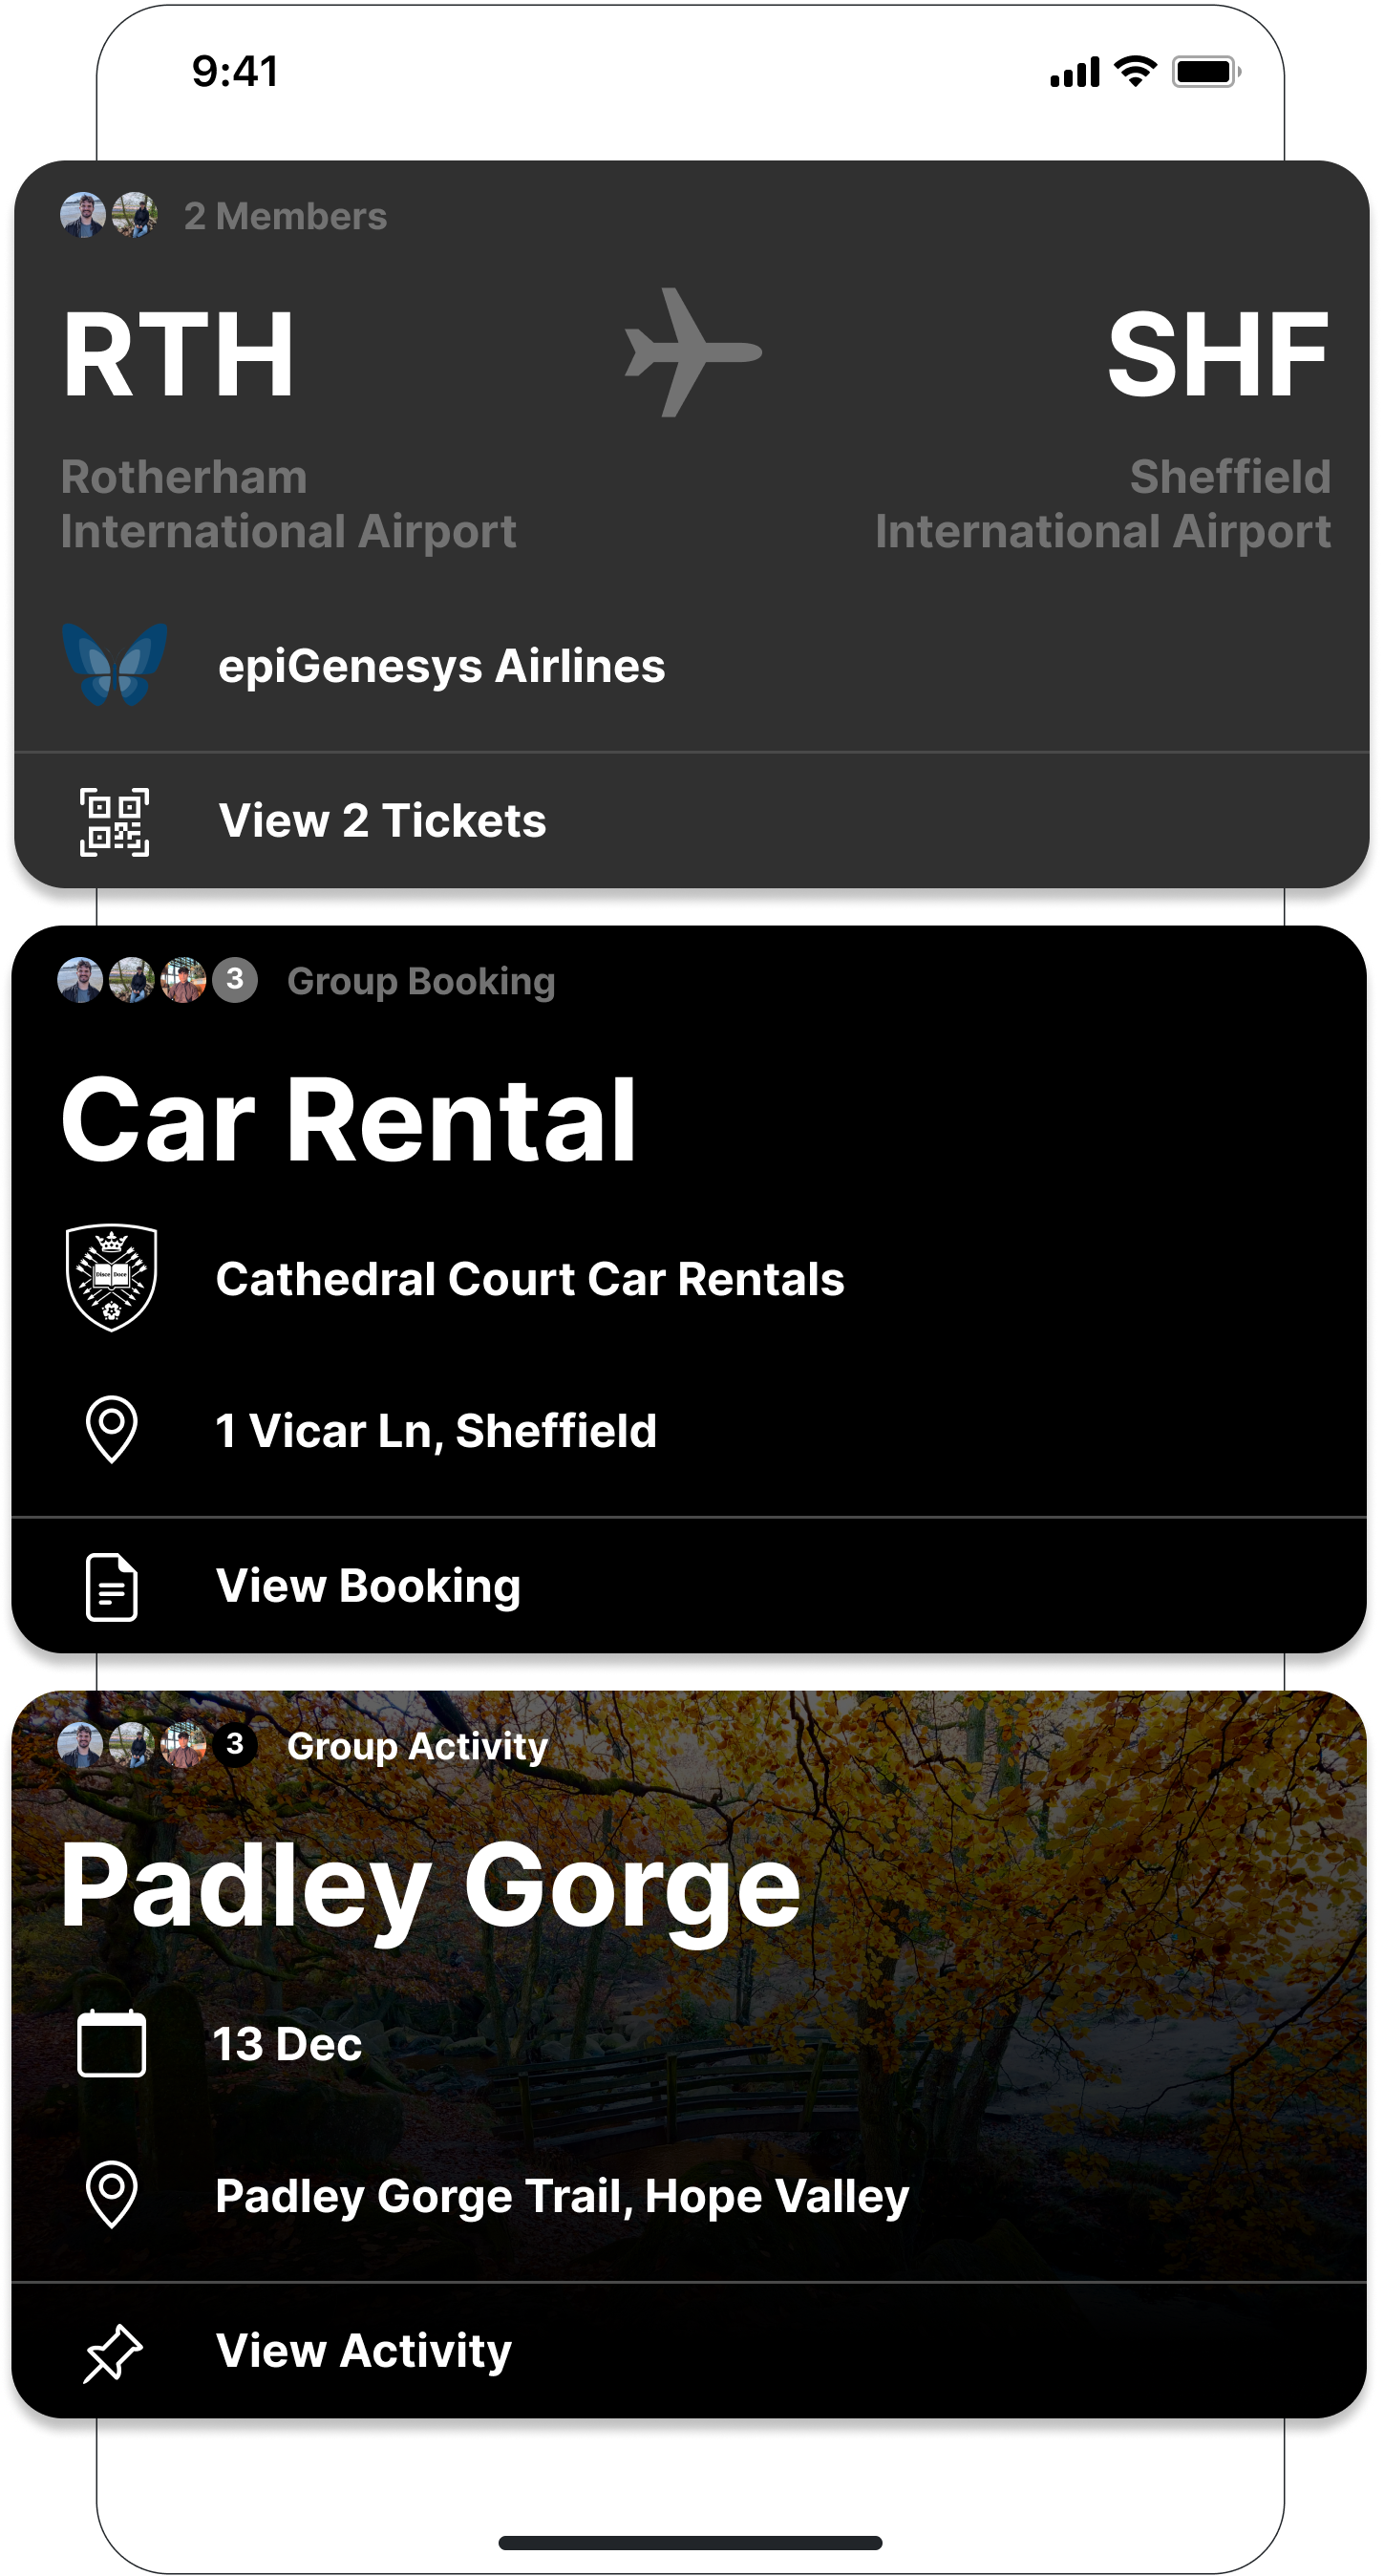 9:41
2 Members
RTH
SHF
Rotherham
International Airport
Sheffield
International Airport
epiGenesys Airlines
View 2 Tickets
3
Group Booking
Car Rental
Disce Doce
Cathedral Court Car Rentals
1 Vicar Ln, Sheffield
View Booking
3
Group Activity
Padley Gorge
13 Dec
Padley Gorge Trail, Hope Valley
View Activity